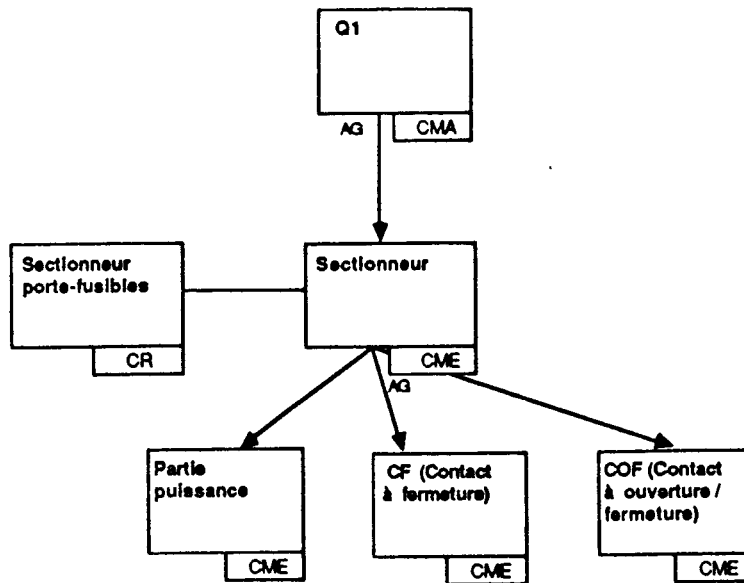 Q1
AG
CMA
Sectionneur
porte-fusibles
CR
Sectionneur
CME
AG
Partie
puissance
CME
CF (Contact
à fermeture)
CME
COF (Contact
à ouverture /
fermeture)
CME